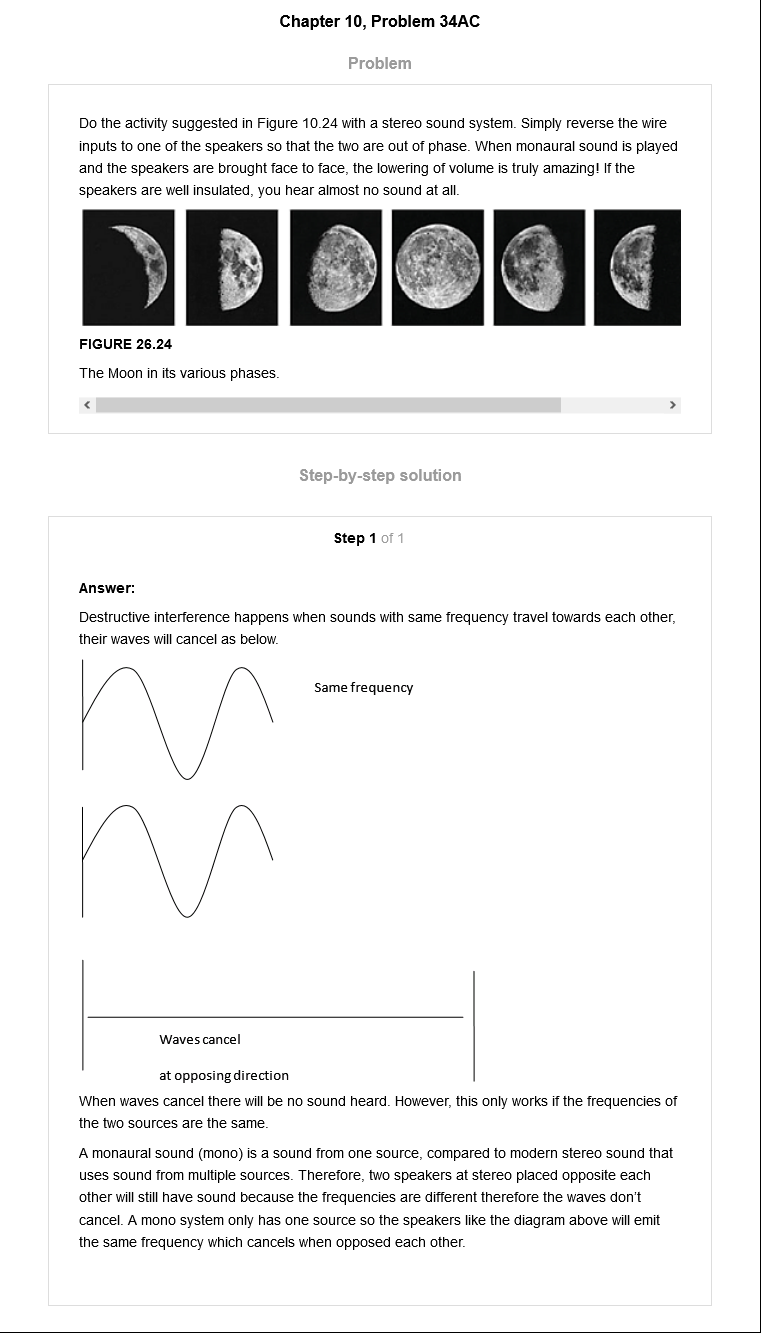 Chapter 10, Problem 34AC
Problem
Do the activity suggested in Figure 10.24 with a stereo sound system. Simply reverse the wire
inputs to one of the speakers so that the two are out of phase. When monaural sound is played
and the speakers are brought face to face, the lowering of volume is truly amazing! If the
speakers are well insulated, you hear almost no sound at all.
FIGURE 26.24
The Moon in its various phases.
Step-by-step solution
Step 1 of 1
Answer:
Destructive interference happens when sounds with same frequency travel towards each other,
their waves will cancel as below.
Same frequency
Waves cancel
at opposing direction
When waves cancel there will be no sound heard. However, this only works if the frequencies of
the two sources are the same.
A monaural sound (mono) is a sound from one source, compared to modern stereo sound that
uses sound from multiple sources. Therefore, two speakers at stereo placed opposite each
other will still have sound because the frequencies are different therefore the waves don’t
cancel. A mono system only has one source so the speakers like the diagram above will emit
the same frequency which cancels when opposed each other.